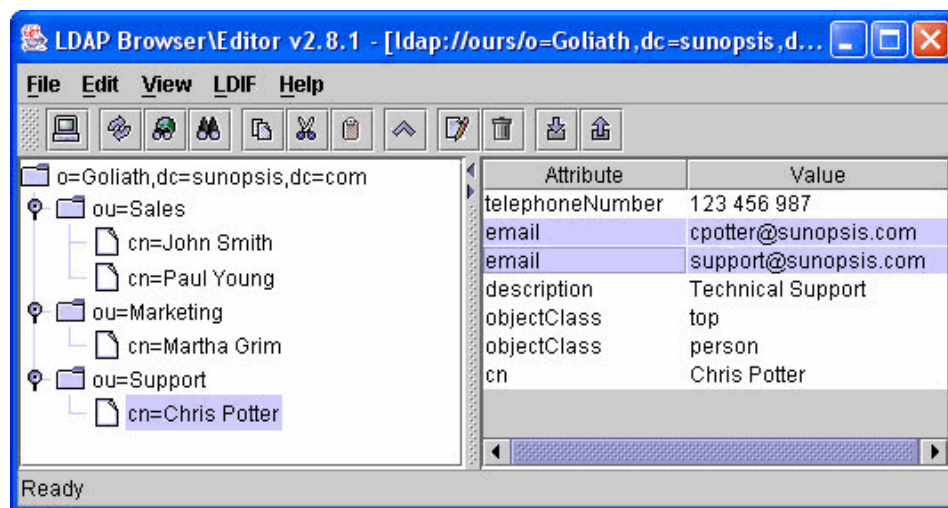 LDAP Browser\Editor v2.8.1 - [ldap://ours/o=Goliath,dc=sunopsis,d...
File Edit View LDIF Help
o=Goliath,dc=sunopsis,dc=com
ou=Sales
cn=John Smith
cn=Paul Young
ou=Marketing
cn=Martha Grim
ou=Support
cn=Chris Potter
Attribute Value
telephoneNumber 123 456 987
email cpotter@sunopsis.com
email support@sunopsis.com
description Technical Support
objectClass top
objectClass person
cn Chris Potter
Ready